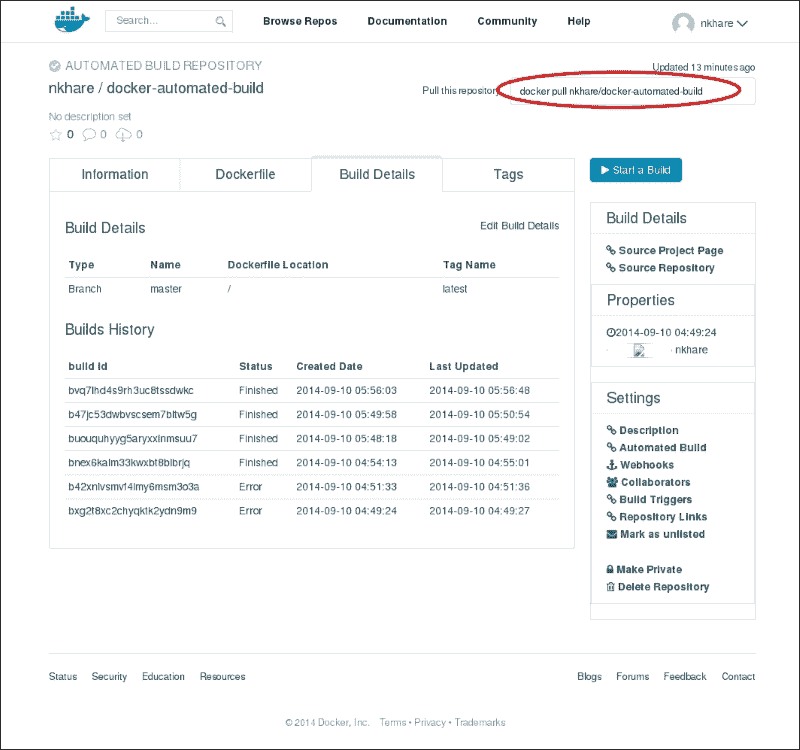 Search...
Browse Repos Documentation Community Help
nkhare
AUTOMATED BUILD REPOSITORY
Updated 13 minutes ago
nkhare / docker-automated-build
Pull this repository docker pull nkhare/docker-automated-build
No description set
0 0 0
Information Dockerfile Build Details Tags
Start a Build
Build Details
Edit Build Details
Type Name Dockerfile Location Tag Name
Branch master / latest
Builds History
build Id Status Created Date Last Updated
Finished 2014-09-10 05:56:03 2014-09-10 05:56:48
Finished 2014-09-10 05:49:58 2014-09-10 05:50:54
Finished 2014-09-10 05:48:18 2014-09-10 05:49:02
Finished 2014-09-10 04:54:13 2014-09-10 04:55:01
Error 2014-09-10 04:51:33 2014-09-10 04:51:36
Error 2014-09-10 04:49:24 2014-09-10 04:49:27
Build Details
Source Project Page
Source Repository
Properties
2014-09-10 04:49:24
nkhare
Settings
Description
Automated Build
Webhooks
Collaborators
Build Triggers
Repository Links
Mark as unlisted
Make Private
Delete Repository
Status Security Education Resources
Blogs Forums Feedback Contact
© 2014 Docker, Inc. Terms • Privacy • Trademarks